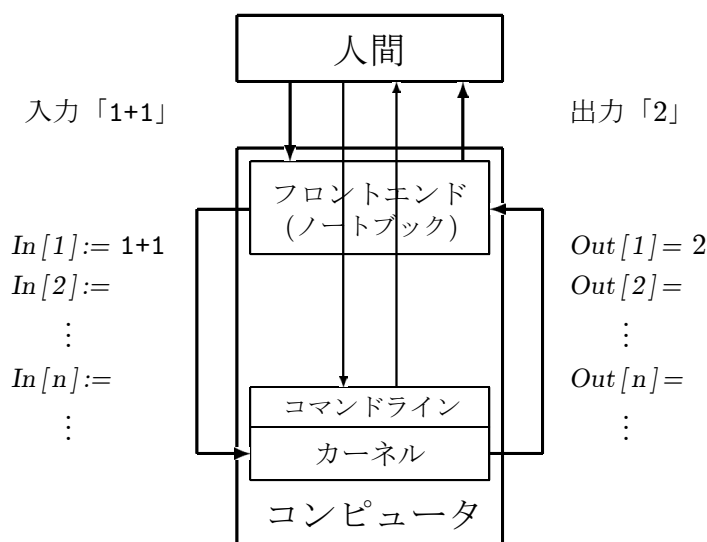 人間
入力「1+1」
出力「2」
フロントエンド
(ノートブック)
In[1]:= 1+1
In[2]:=
⋮
In[n]:=
⋮
Out[1]= 2
Out[2]=
⋮
Out[n]=
⋮
コマンドライン
カーネル
コンピュータ